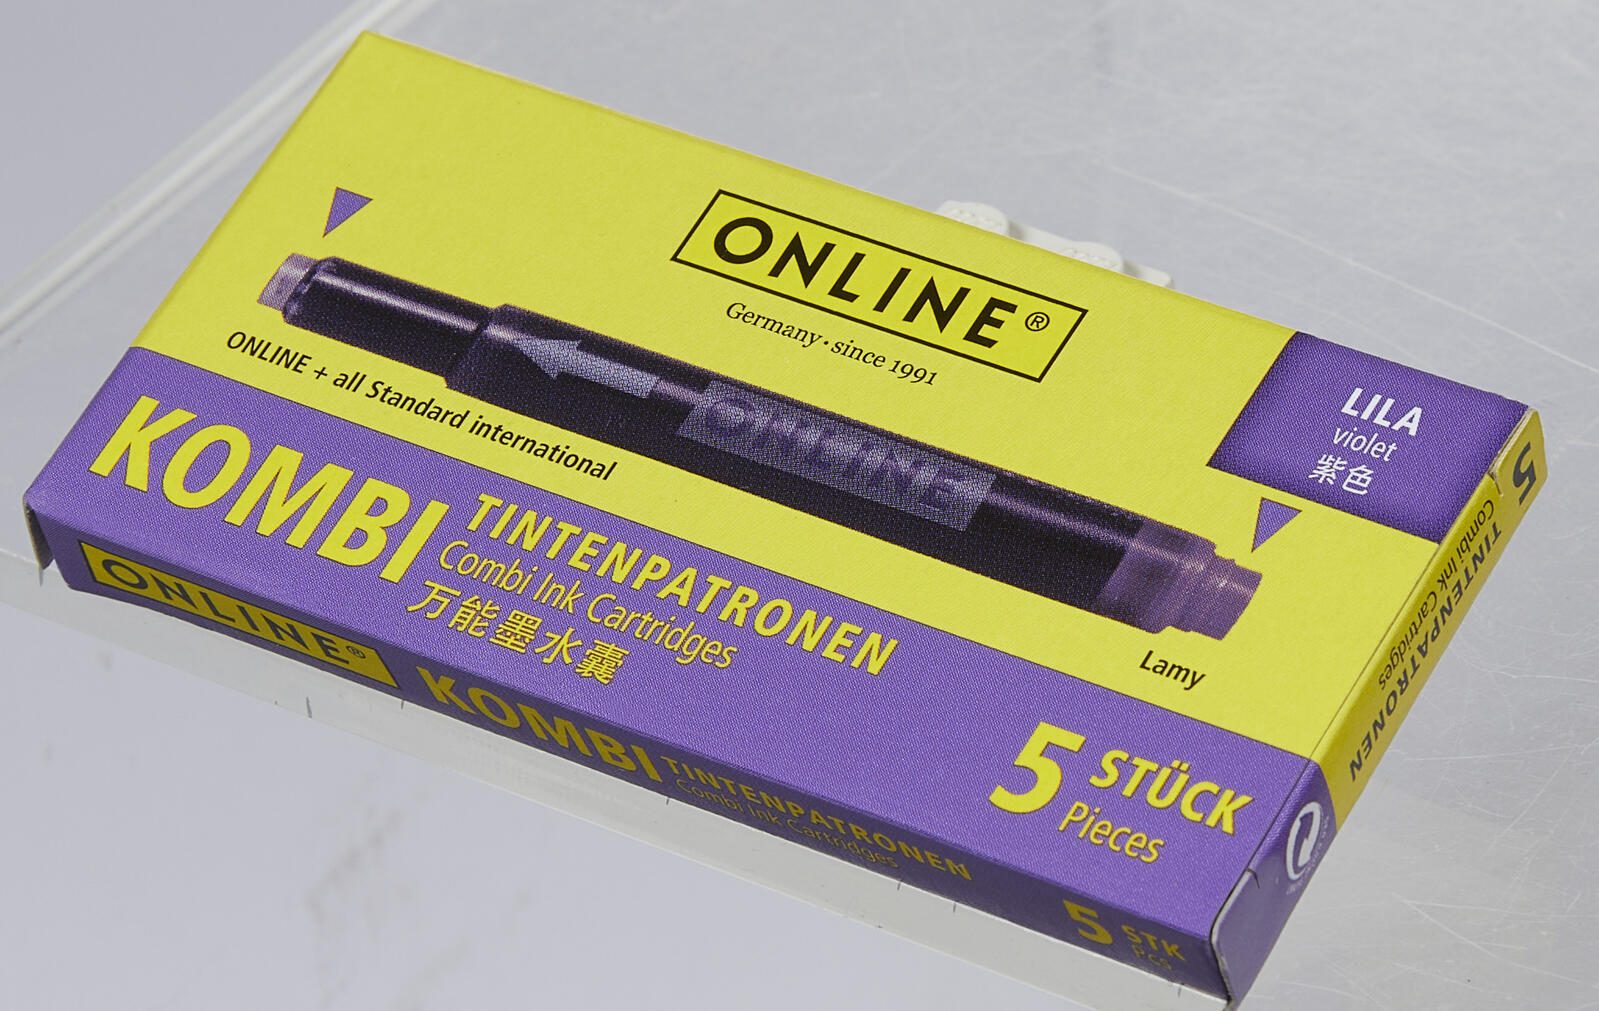 ONLINE®
Germany · since 1991
LILA
violet
紫色
ONLINE + all Standard international
ONLINE
Lamy
KOMBI
TINTENPATRONEN
Combi Ink Cartridges
万能墨水囊
5 STÜCK
Pieces
ONLINE®
KOMBI
TINTENPATRONEN
Combi Ink Cartridges
5 STK
Pcs
5
TINTENPATRONEN
Combi Ink Cartridges